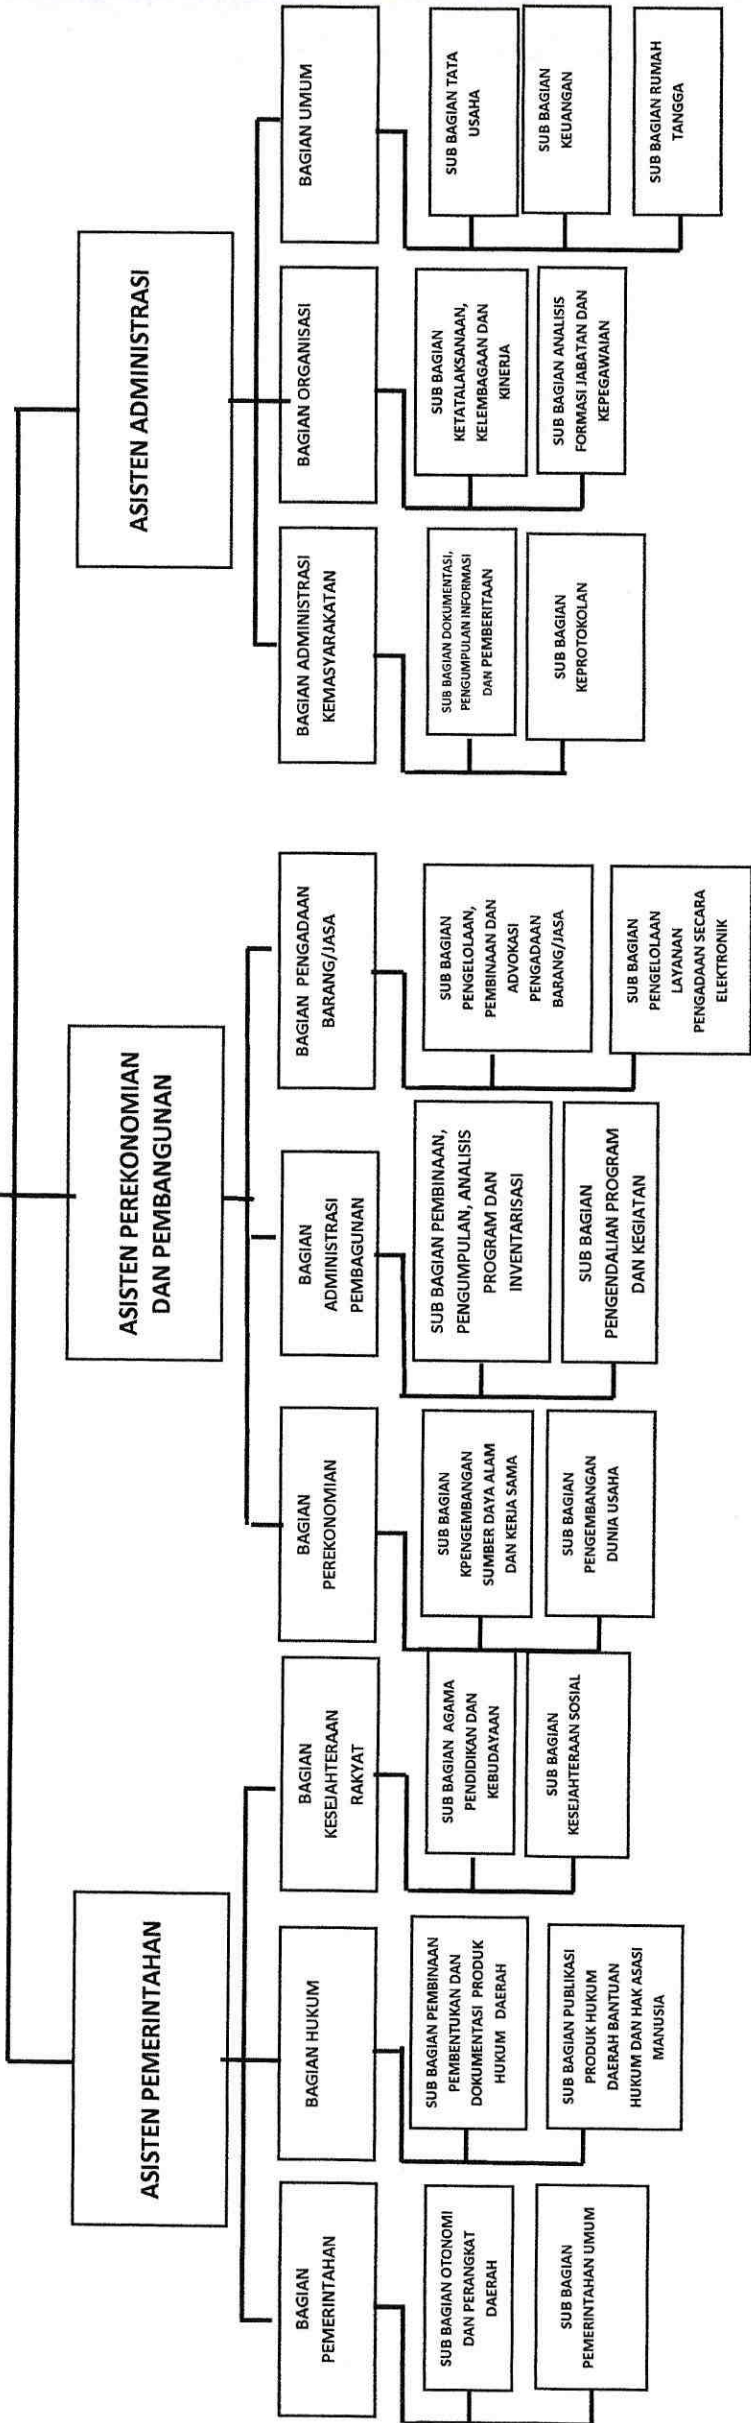 ASISTEN PEMERINTAHAN
ASISTEN PEREKONOMIAN
DAN PEMBANGUNAN
ASISTEN ADMINISTRASI
BAGIAN
PEMERINTAHAN
BAGIAN HUKUM
BAGIAN
KESEJAHTERAAN
RAKYAT
BAGIAN
PEREKONOMIAN
BAGIAN
ADMINISTRASI
PEMBAGUNAN
BAGIAN PENGADAAN
BARANG/JASA
BAGIAN ADMINISTRASI
KEMASYARAKATAN
BAGIAN ORGANISASI
BAGIAN UMUM
SUB BAGIAN OTONOMI
DAN PERANGKAT
DAERAH
SUB BAGIAN
PEMERINTAHAN UMUM
SUB BAGIAN PEMBINAAN
PEMBENTUKAN DAN
DOKUMENTASI PRODUK
HUKUM DAERAH
SUB BAGIAN PUBLIKASI
PRODUK HUKUM
DAERAH BANTUAN
HUKUM DAN HAK ASASI
MANUSIA
SUB BAGIAN AGAMA
PENDIDIKAN DAN
KEBUDAYAAN
SUB BAGIAN
KESEJAHTERAAN SOSIAL
SUB BAGIAN
KPENGEMBANGAN
SUMBER DAYA ALAM
DAN KERJA SAMA
SUB BAGIAN
PENGEMBANGAN
DUNIA USAHA
SUB BAGIAN PEMBINAAN,
PENGUMPULAN, ANALISIS
PROGRAM DAN
INVENTARISASI
SUB BAGIAN
PENGENDALIAN PROGRAM
DAN KEGIATAN
SUB BAGIAN
PENGELOLAAN,
PEMBINAAN DAN
ADVOKASI
PENGADAAN
BARANG/JASA
SUB BAGIAN
PENGELOLAAN
LAYANAN
PENGADAAN SECARA
ELEKTRONIK
SUB BAGIAN DOKUMENTASI,
PENGUMPULAN INFORMASI
DAN PEMBERITAAN
SUB BAGIAN
KEPROTOKOLAN
SUB BAGIAN
KETATALAKSANAAN,
KELEMBAGAAN DAN
KINERJA
SUB BAGIAN ANALISIS
FORMASI JABATAN DAN
KEPEGAWAIAN
SUB BAGIAN TATA
USAHA
SUB BAGIAN
KEUANGAN
SUB BAGIAN RUMAH
TANGGA